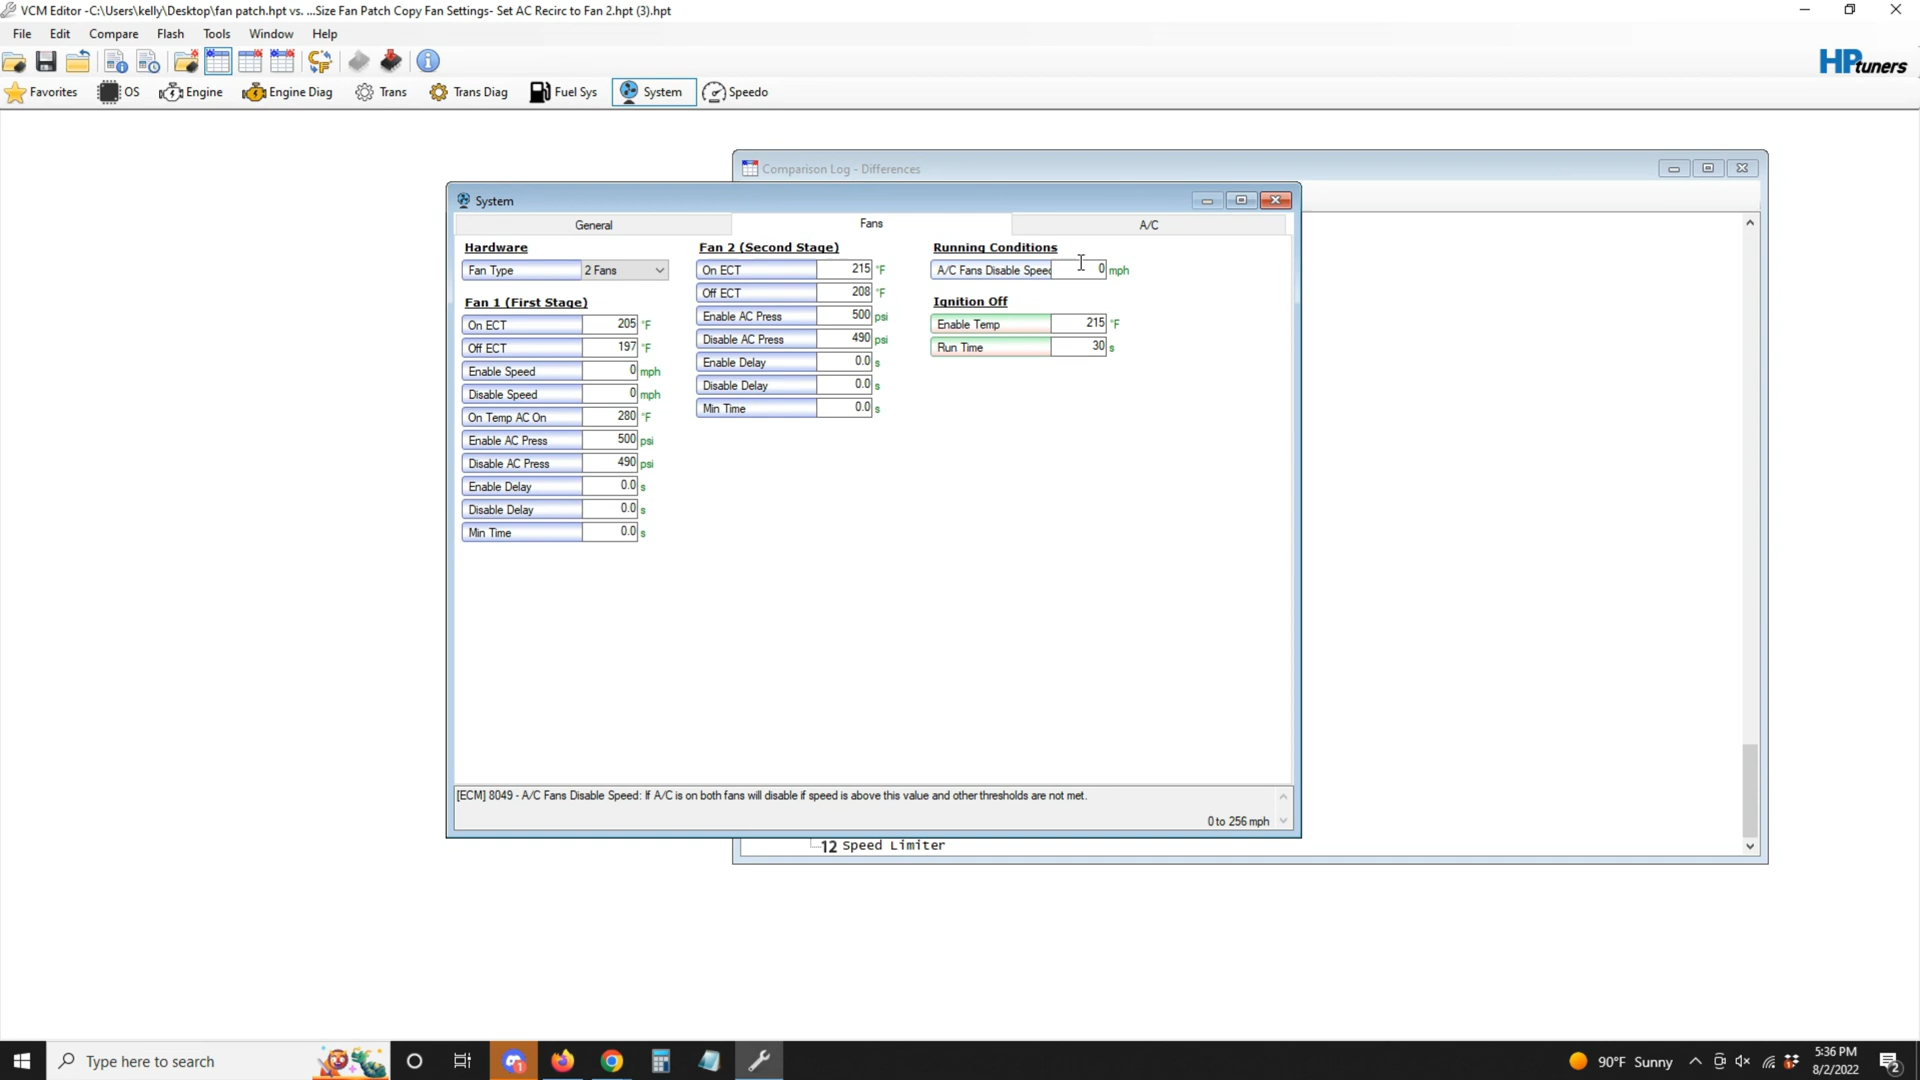 VCM Editor -C:\Users\kelly\Desktop\fan patch.hpt vs. ...Size Fan Patch Copy Fan Settings- Set AC Recirc to Fan 2.hpt (3).hpt
File Edit Compare Flash Tools Window Help
HPtuners
Favorites OS Engine Engine Diag Trans Trans Diag Fuel Sys System Speedo
Comparison Log - Differences
System
General Fans A/C
Hardware
Fan Type 2 Fans
Fan 1 (First Stage)
On ECT 205 °F
Off ECT 197 °F
Enable Speed 0 mph
Disable Speed 0 mph
On Temp AC On 280 °F
Enable AC Press 500 psi
Disable AC Press 490 psi
Enable Delay 0.0 s
Disable Delay 0.0 s
Min Time 0.0 s
Fan 2 (Second Stage)
On ECT 215 °F
Off ECT 208 °F
Enable AC Press 500 psi
Disable AC Press 490 psi
Enable Delay 0.0 s
Disable Delay 0.0 s
Min Time 0.0 s
Running Conditions
A/C Fans Disable Speed 0 mph
Ignition Off
Enable Temp 215 °F
Run Time 30 s
[ECM] 8049 - A/C Fans Disable Speed: If A/C is on both fans will disable if speed is above this value and other thresholds are not met.
0 to 256 mph
12 Speed Limiter
Type here to search
1
90°F Sunny
5:36 PM
8/2/2022
2